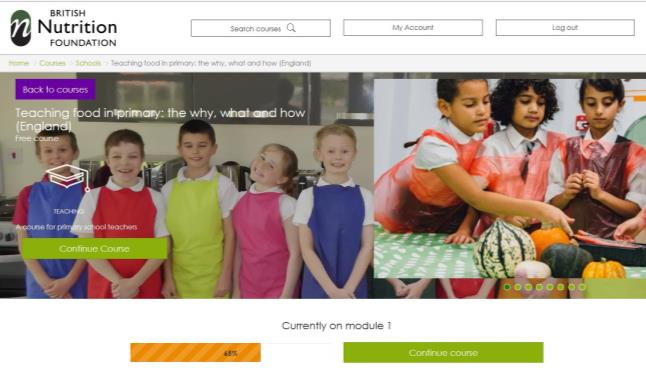 BRITISH
Nutrition
FOUNDATION
Search courses
My Account
Log out
Home > Courses > Schools > Teaching food in primary: the why, what and how (England)
Back to courses
Teaching food in primary: the why, what and how
(England)
Free course
TEACHING
A course for primary school teachers
Continue Course
Currently on module 1
65%
Continue course